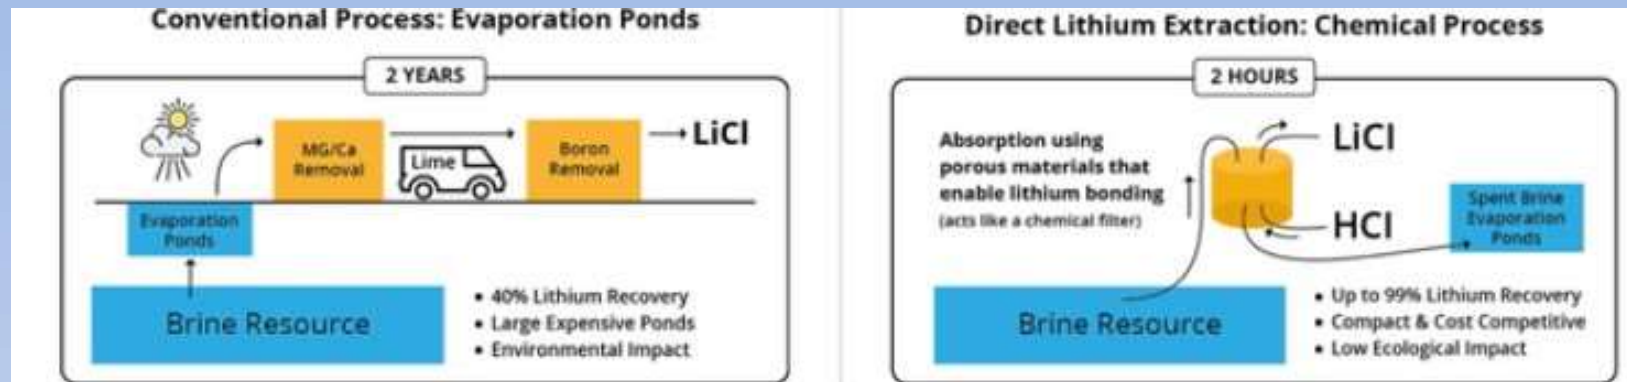 Conventional Process: Evaporation Ponds
2 YEARS
MG/Ca
Removal
Lime
Boron
Removal
LiCl
Evaporation
Ponds
Brine Resource
• 40% Lithium Recovery
• Large Expensive Ponds
• Environmental Impact
Direct Lithium Extraction: Chemical Process
2 HOURS
Absorption using
porous materials that
enable lithium bonding
(acts like a chemical filter)
LiCl
HCl
Spent Brine
Evaporation
Ponds
Brine Resource
• Up to 99% Lithium Recovery
• Compact & Cost Competitive
• Low Ecological Impact